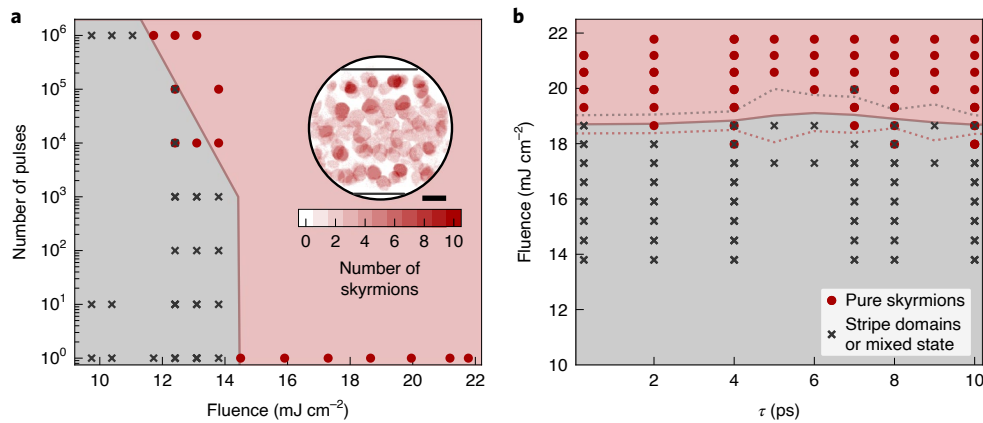 a
Number of pulses
10⁶
10⁵
10⁴
10³
10²
10¹
10⁰
10 12 14 16 18 20 22
Fluence (mJ cm⁻²)
0 2 4 6 8 10
Number of
skyrmions
b
Fluence (mJ cm⁻²)
22
20
18
16
14
12
10
2 4 6 8 10
τ (ps)
Pure skyrmions
Stripe domains
or mixed state